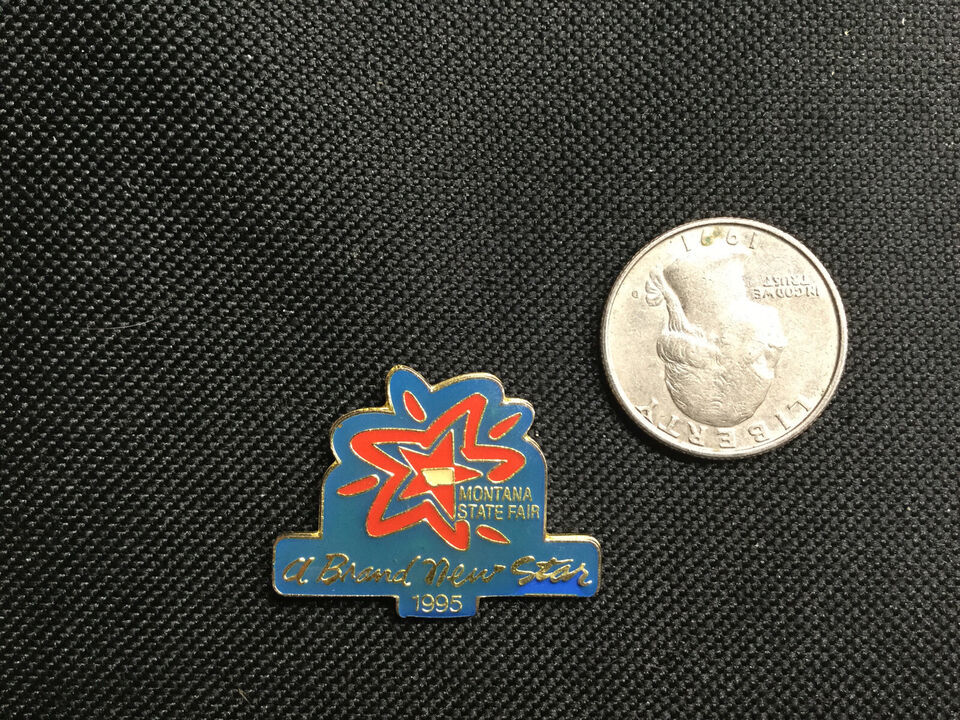 MONTANA
STATE FAIR
a Brand New Star
1995
1991
IN GOD WE
TRUST
D
LIBERTY